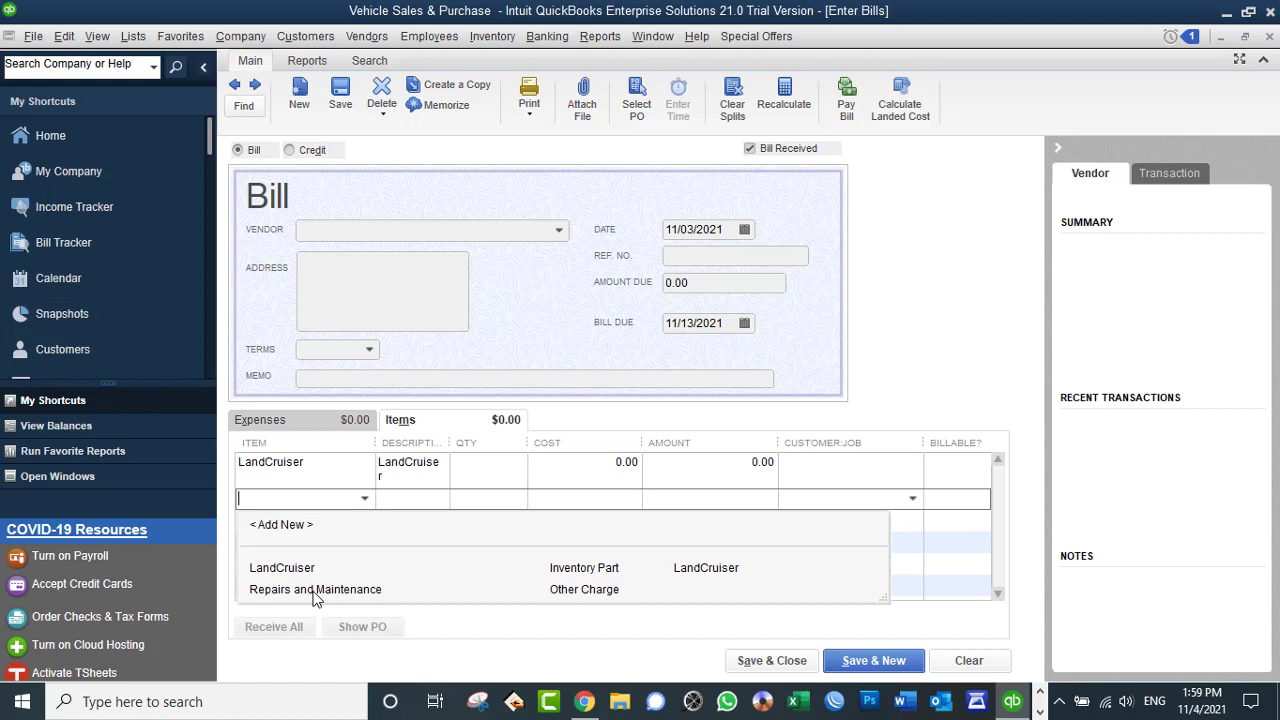 Vehicle Sales & Purchase - Intuit QuickBooks Enterprise Solutions 21.0 Trial Version - [Enter Bills]
File Edit View Lists Favorites Company Customers Vendors Employees Inventory Banking Reports Window Help Special Offers 1
Search Company or Help
My Shortcuts
Home
My Company
Income Tracker
Bill Tracker
Calendar
Snapshots
Customers
My Shortcuts
View Balances
Run Favorite Reports
Open Windows
COVID-19 Resources
Turn on Payroll
Accept Credit Cards
Order Checks & Tax Forms
Turn on Cloud Hosting
Activate TSheets
Main Reports Search
Find
New
Save
Delete
Create a Copy
Memorize
Print
Attach File
Select PO
Enter Time
Clear Splits
Recalculate
Pay Bill
Calculate Landed Cost
Bill Credit Bill Received
Bill
VENDOR
ADDRESS
TERMS
MEMO
DATE 11/03/2021
REF. NO.
AMOUNT DUE 0.00
BILL DUE 11/13/2021
Expenses $0.00 Items $0.00
ITEM DESCRIPTI... QTY COST AMOUNT CUSTOMER:JOB BILLABLE?
LandCruiser LandCruise 0.00 0.00
r
< Add New >
LandCruiser Inventory Part LandCruiser
Repairs and Maintenance Other Charge
Receive All Show PO
Save & Close Save & New Clear
Vendor Transaction
SUMMARY
RECENT TRANSACTIONS
NOTES
Type here to search
ENG
1:59 PM
11/4/2021